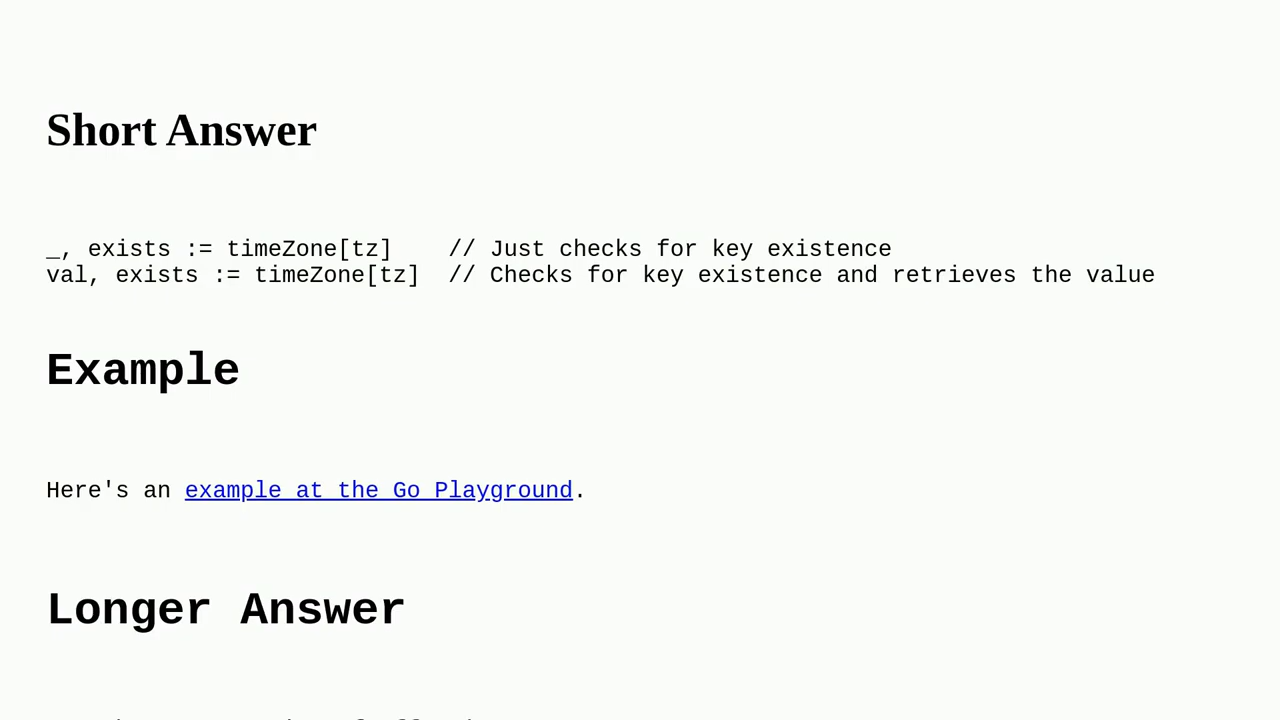 Short Answer
_, exists := timeZone[tz]    // Just checks for key existence
val, exists := timeZone[tz]  // Checks for key existence and retrieves the value
Example
Here's an example at the Go Playground.
Longer Answer